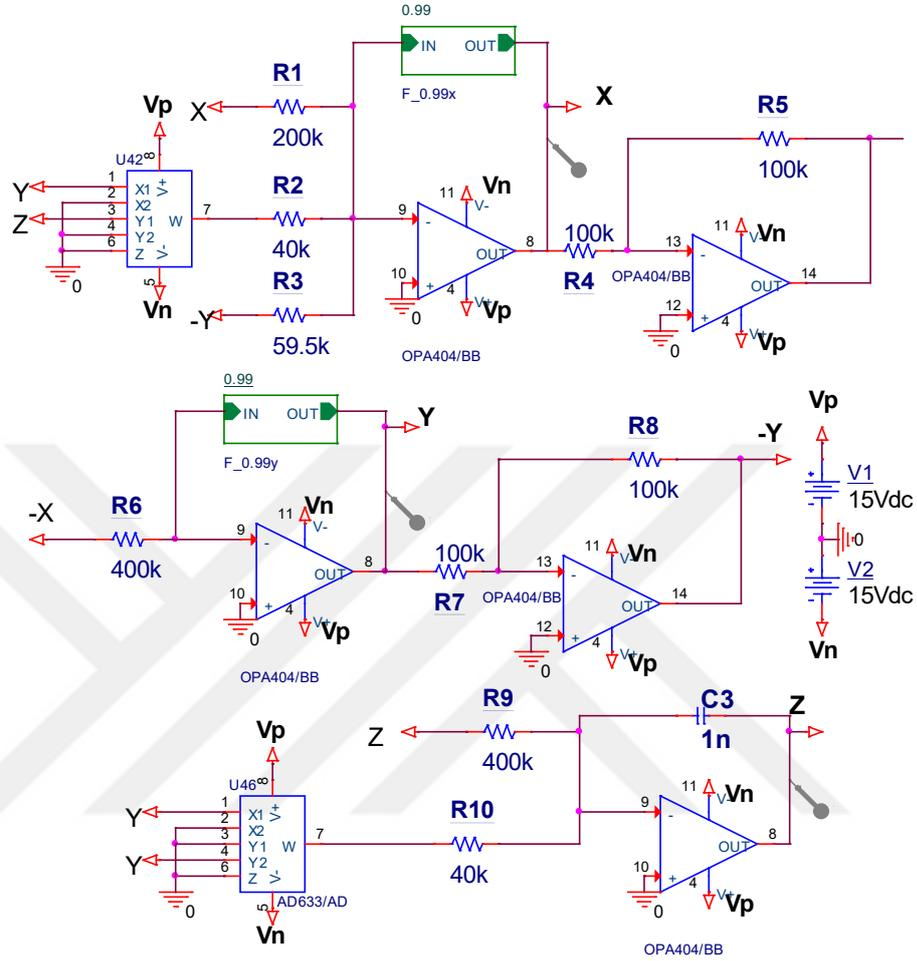 0.99
IN OUT
F_0.99x
R1
X
200k
X
R5
100k
Vp
U42
8
Y
1
X1
V+
2
X2
Z
3
Y1
W
7
4
Y2
6
Z
V-
5
0
Vn
R2
40k
R3
-Y
59.5k
Vn
11
V-
9
-
OUT
8
10
+
4
V+
Vp
0
OPA404/BB
100k
R4
11
V-
Vn
13
-
OPA404/BB
OUT
14
12
+
4
V+
Vp
0
0.99
IN OUT
F_0.99y
Y
-X
R6
400k
Vn
11
V-
9
-
OUT
8
10
+
4
V+
Vp
0
OPA404/BB
100k
R7
R8
100k
-Y
11
V-
Vn
13
-
OPA404/BB
OUT
14
12
+
4
V+
Vp
0
Vp
+
V1
15Vdc
-
0
+
V2
15Vdc
-
Vn
Z
R9
400k
C3
1n
Z
Vp
U46
8
Y
1
X1
V+
2
X2
3
Y1
W
7
Y
4
Y2
6
Z
V-
5
AD633/AD
0
Vn
R10
40k
11
V-
Vn
9
-
OUT
8
10
+
4
V+
Vp
0
OPA404/BB